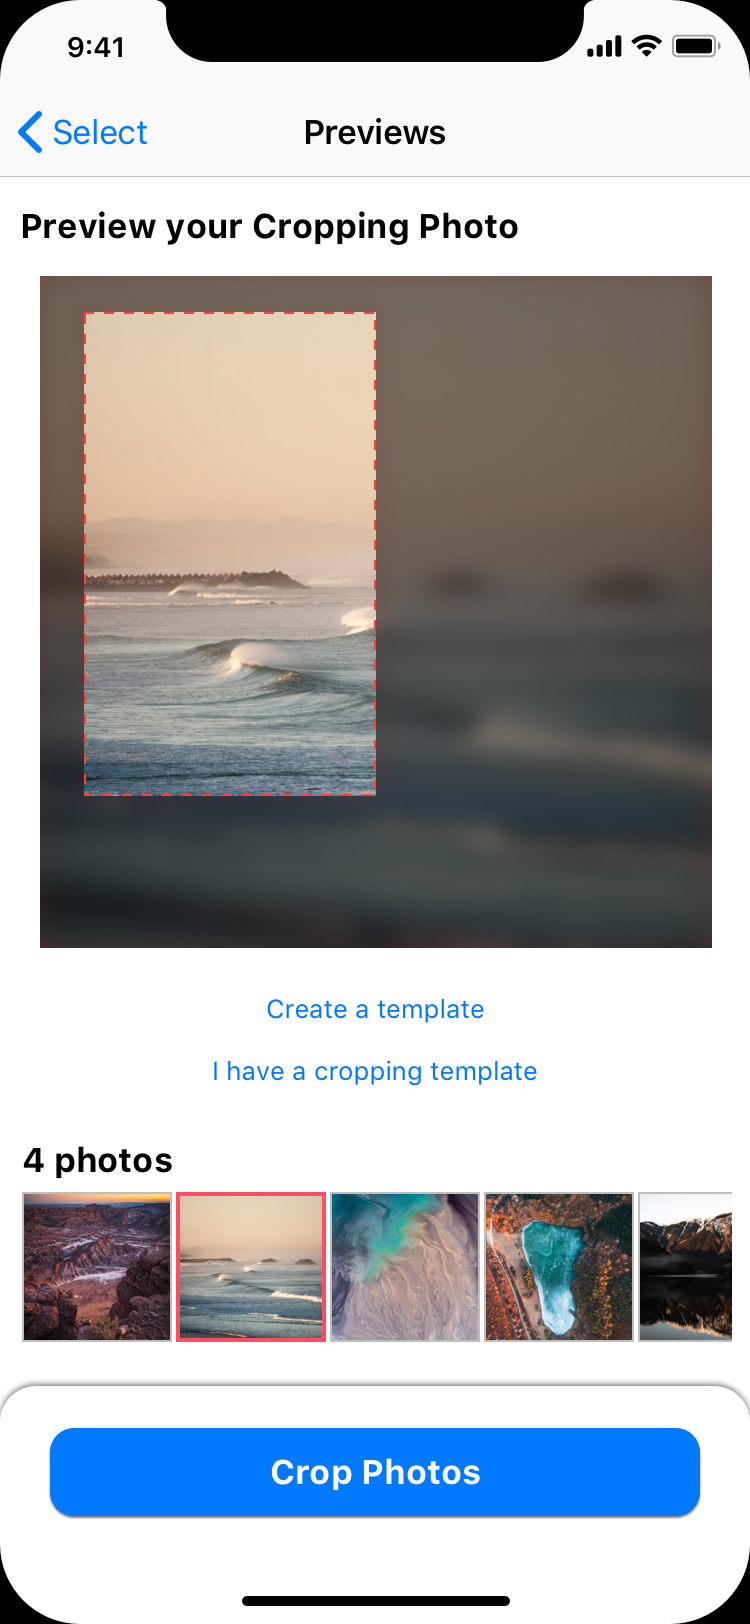 9:41
Select
Previews
Preview your Cropping Photo
Create a template
I have a cropping template
4 photos
Crop Photos